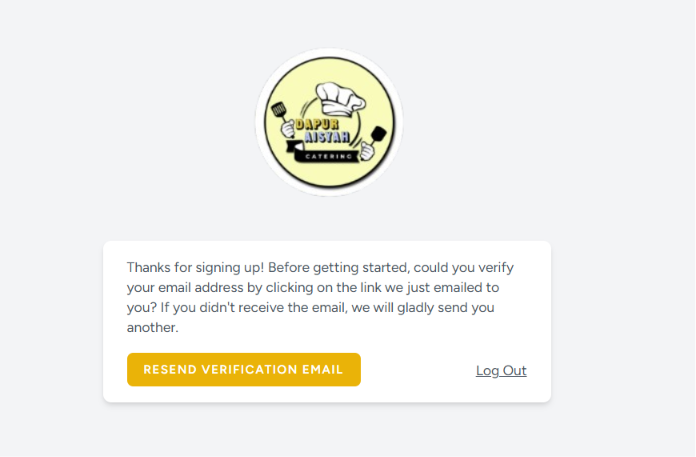 DAPUR
AISYAH
CATERING
Thanks for signing up! Before getting started, could you verify
your email address by clicking on the link we just emailed to
you? If you didn't receive the email, we will gladly send you
another.
RESEND VERIFICATION EMAIL
Log Out